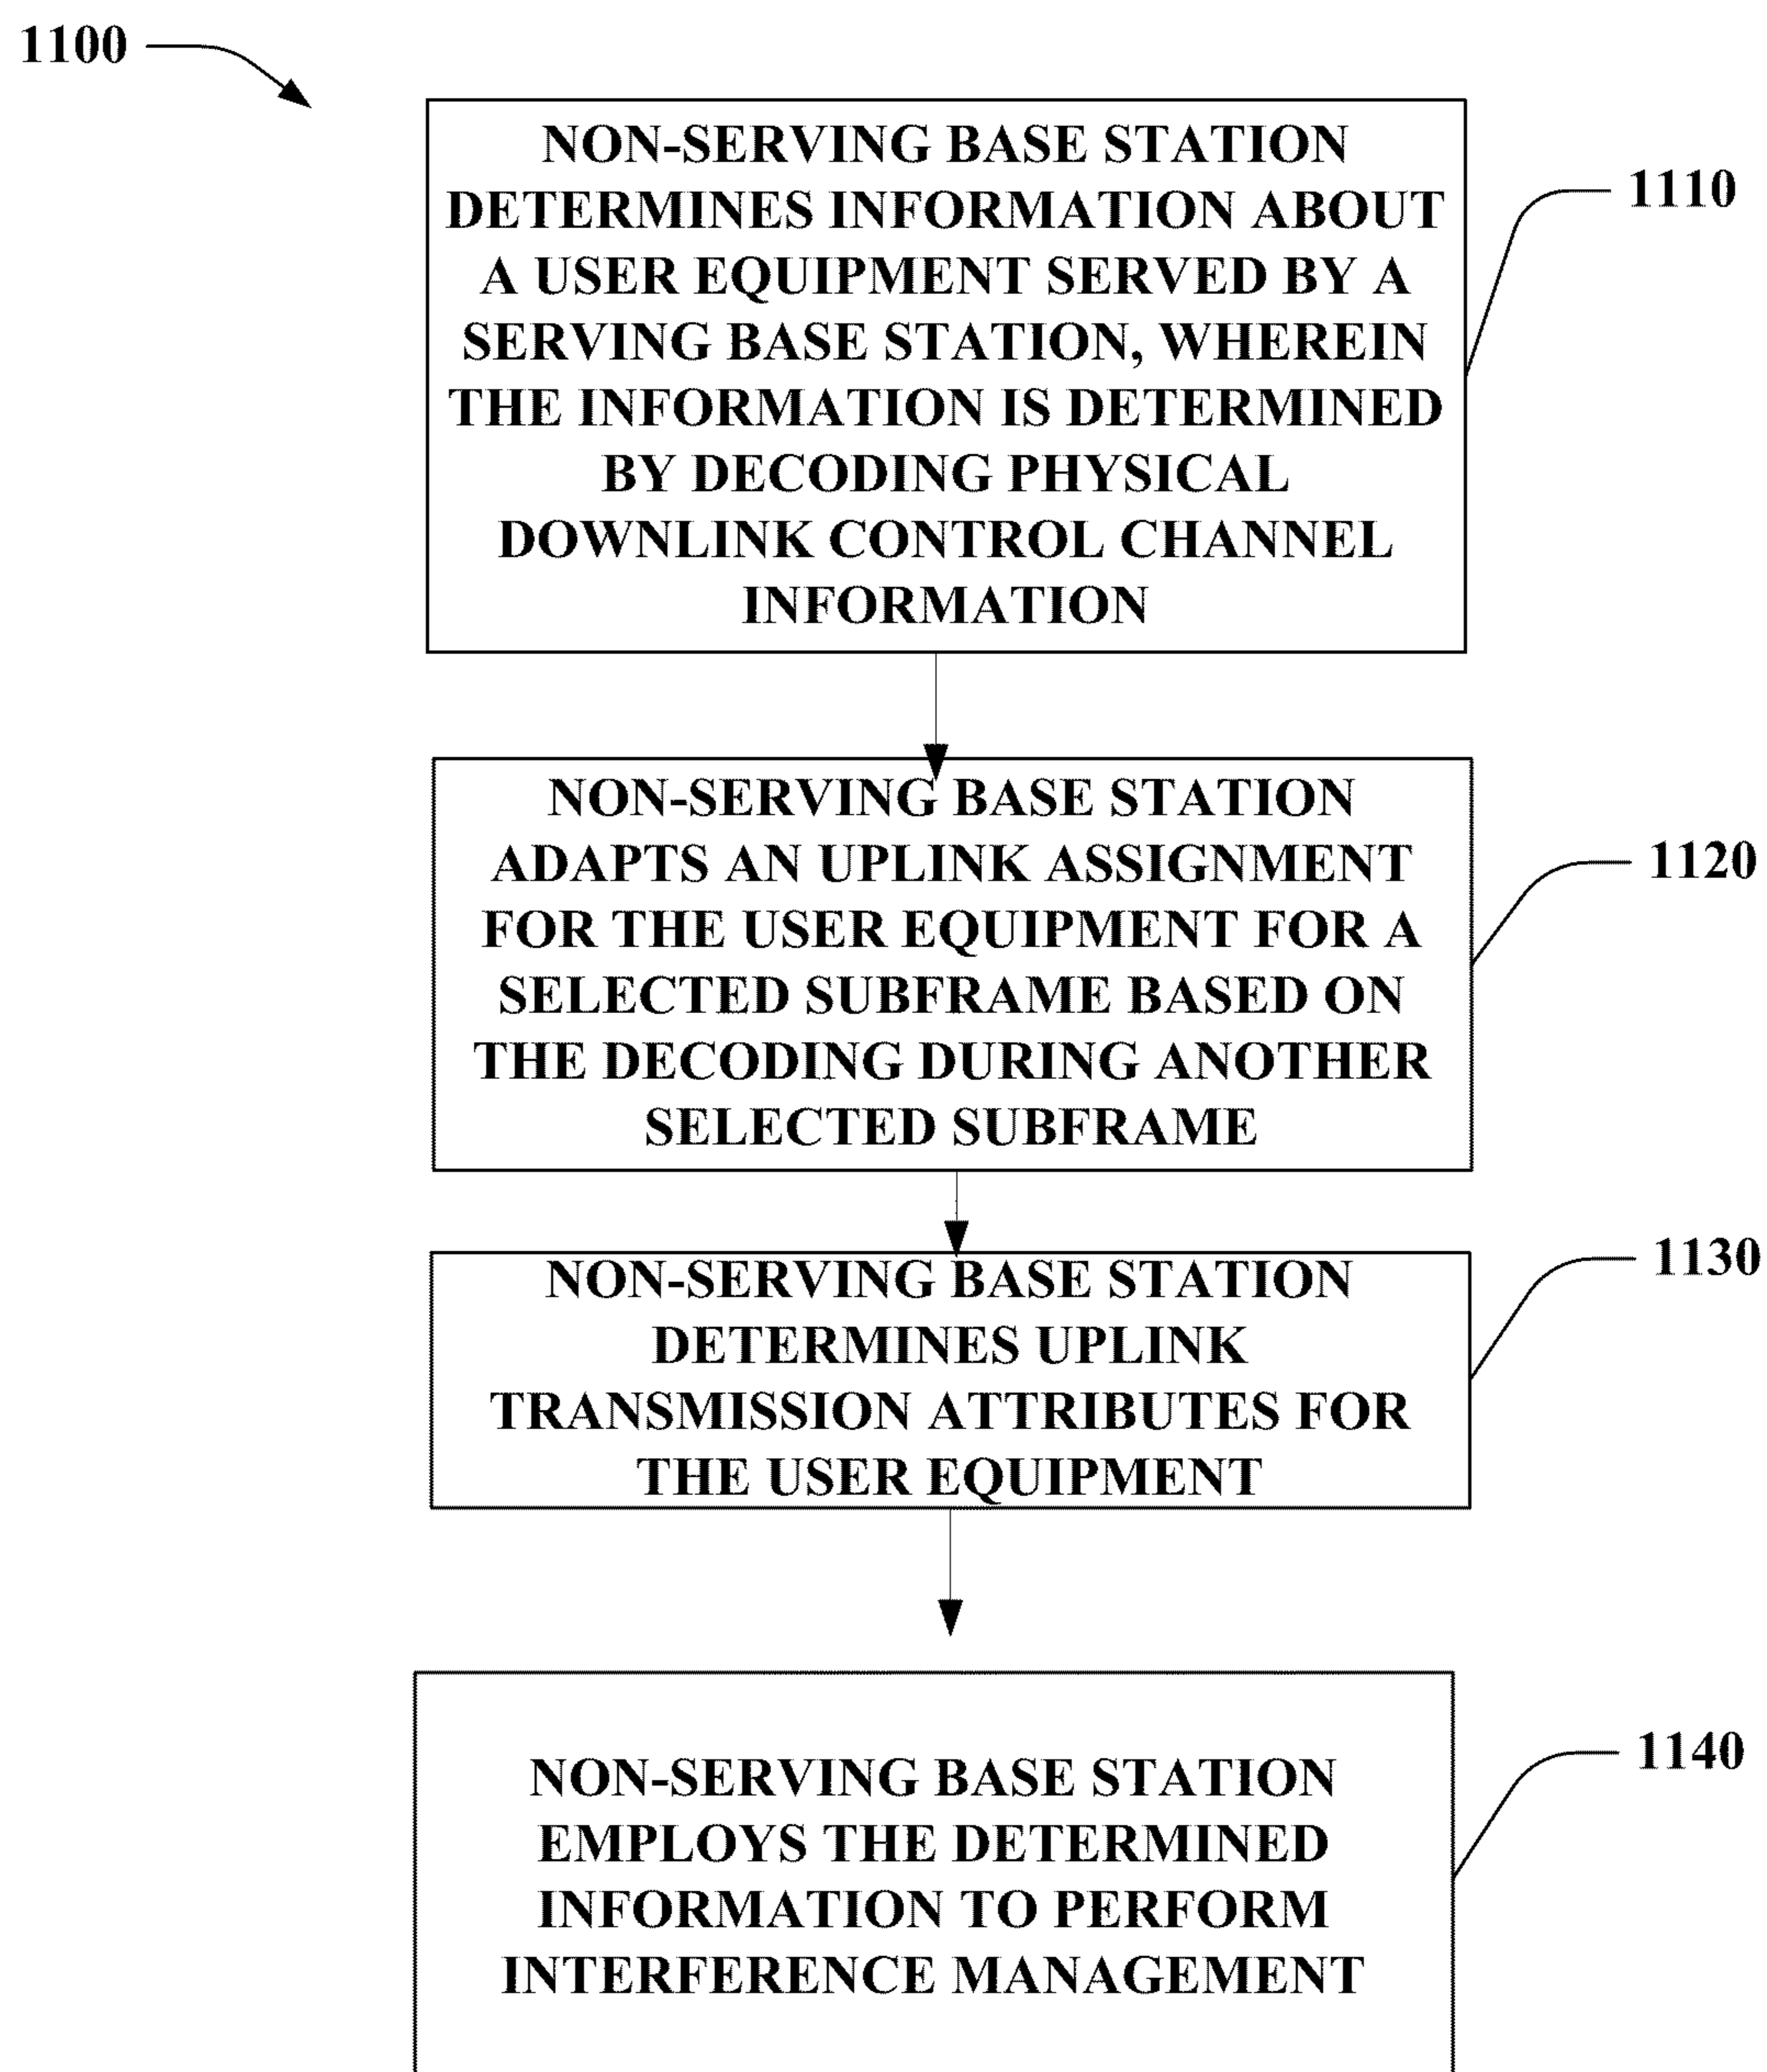 1100
NON-SERVING BASE STATION
DETERMINES INFORMATION ABOUT
A USER EQUIPMENT SERVED BY A
SERVING BASE STATION, WHEREIN
THE INFORMATION IS DETERMINED
BY DECODING PHYSICAL
DOWNLINK CONTROL CHANNEL
INFORMATION
1110
NON-SERVING BASE STATION
ADAPTS AN UPLINK ASSIGNMENT
FOR THE USER EQUIPMENT FOR A
SELECTED SUBFRAME BASED ON
THE DECODING DURING ANOTHER
SELECTED SUBFRAME
1120
NON-SERVING BASE STATION
DETERMINES UPLINK
TRANSMISSION ATTRIBUTES FOR
THE USER EQUIPMENT
1130
NON-SERVING BASE STATION
EMPLOYS THE DETERMINED
INFORMATION TO PERFORM
INTERFERENCE MANAGEMENT
1140